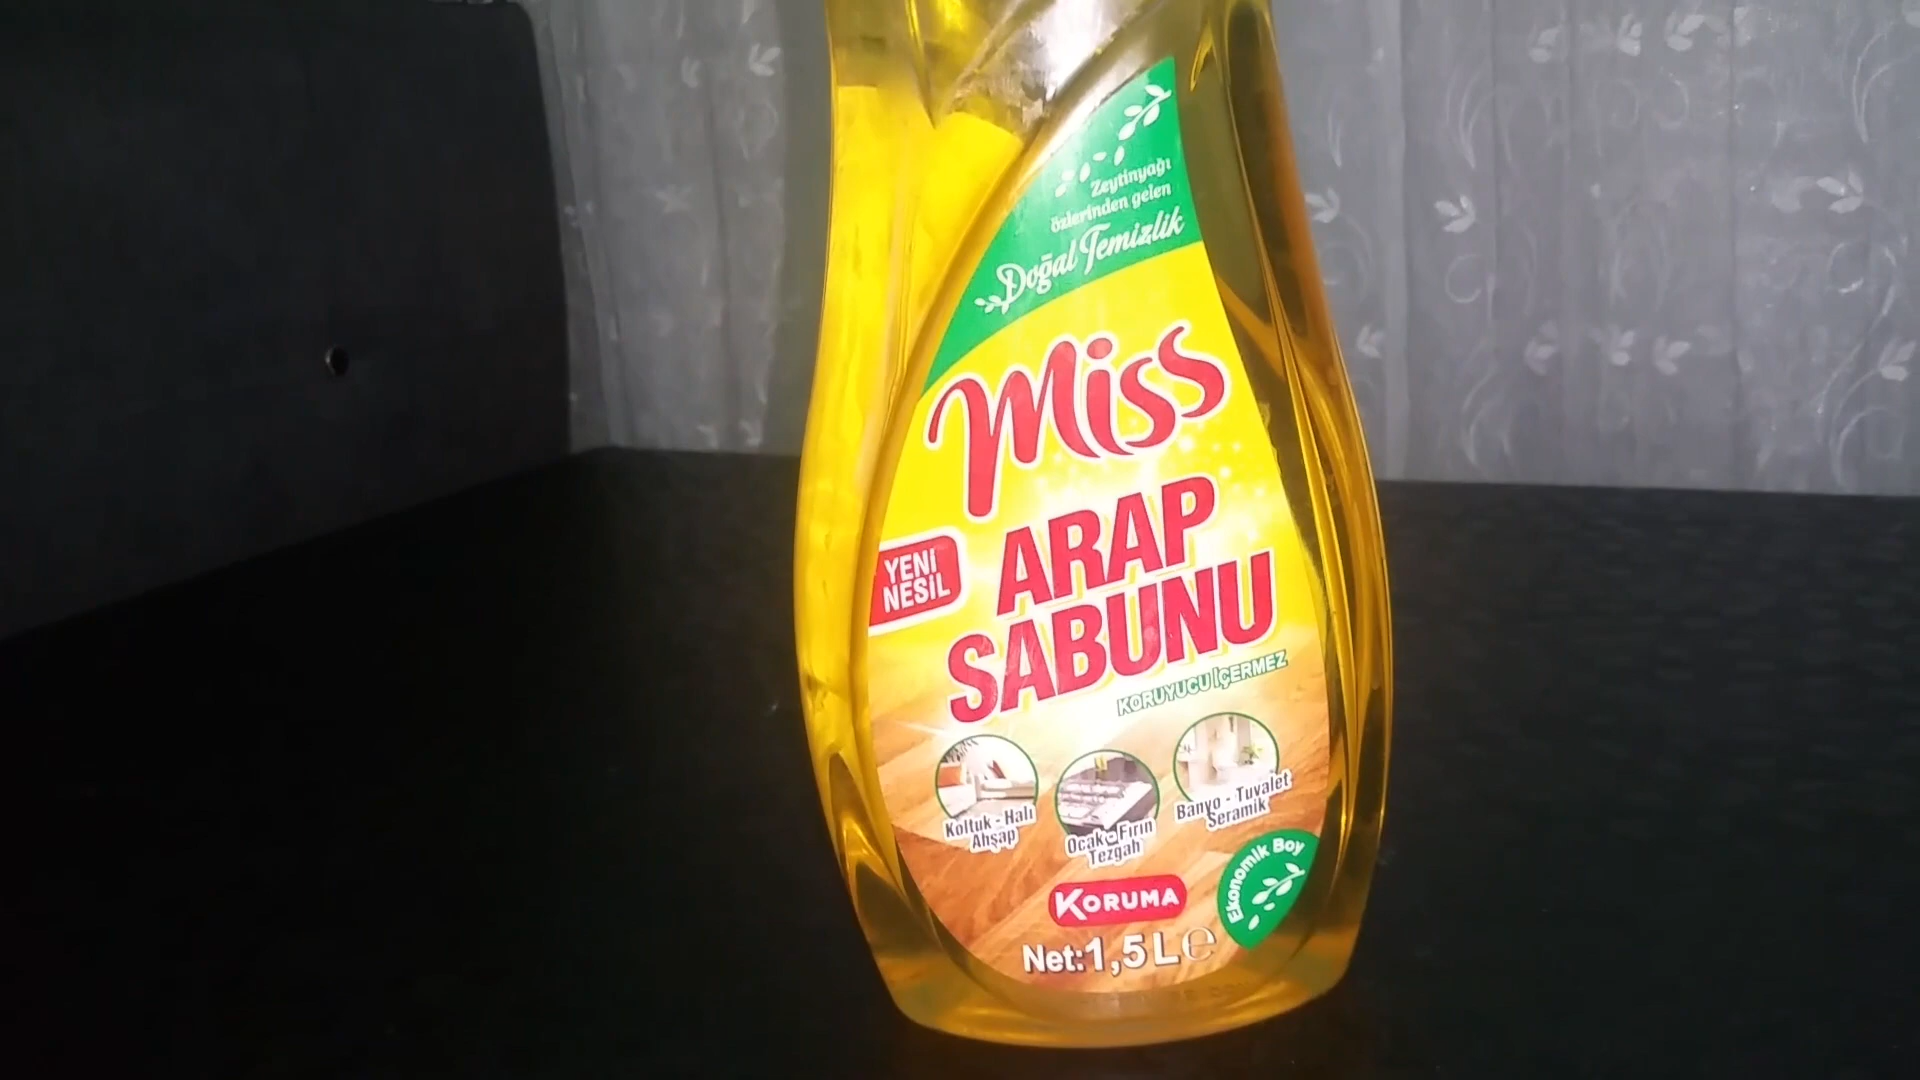 Zeytinyağı
özlerinden gelen
Doğal Temizlik
Miss
YENİ
NESİL
ARAP
SABUNU
KORUYUCU İÇERMEZ
Koltuk - Halı
Ahşap
Ocak - Fırın
Tezgah
Banyo - Tuvalet
Seramik
Ekonomik Boy
KORUMA
Net:1,5 L e